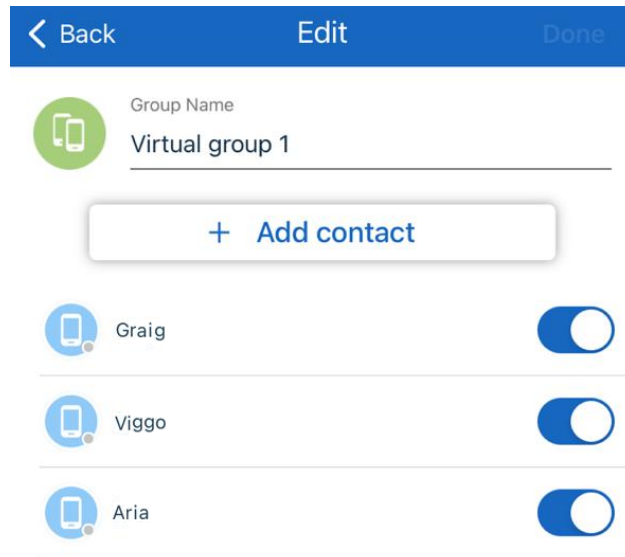 Back
Edit
Done
Group Name
Virtual group 1
+ Add contact
Graig
Viggo
Aria